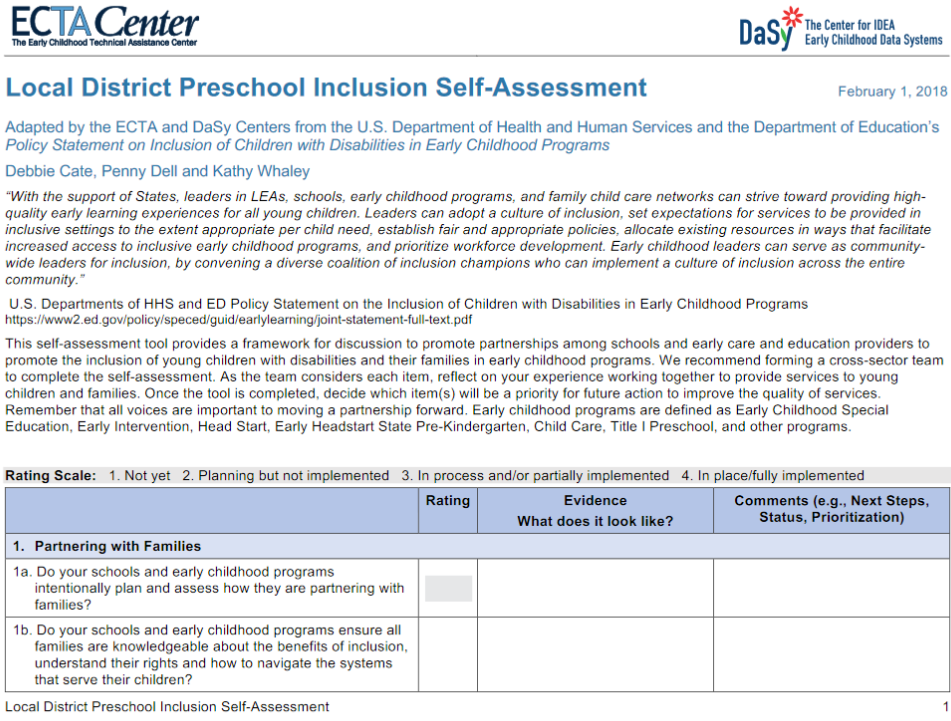 ECTA Center
The Early Childhood Technical Assistance Center
DaSy The Center for IDEA
Early Childhood Data Systems
Local District Preschool Inclusion Self-Assessment February 1, 2018
Adapted by the ECTA and DaSy Centers from the U.S. Department of Health and Human Services and the Department of Education's
Policy Statement on Inclusion of Children with Disabilities in Early Childhood Programs
Debbie Cate, Penny Dell and Kathy Whaley
"With the support of States, leaders in LEAs, schools, early childhood programs, and family child care networks can strive toward providing high-
quality early learning experiences for all young children. Leaders can adopt a culture of inclusion, set expectations for services to be provided in
inclusive settings to the extent appropriate per child need, establish fair and appropriate policies, allocate existing resources in ways that facilitate
increased access to inclusive early childhood programs, and prioritize workforce development. Early childhood leaders can serve as community-
wide leaders for inclusion, by convening a diverse coalition of inclusion champions who can implement a culture of inclusion across the entire
community."
U.S. Departments of HHS and ED Policy Statement on the Inclusion of Children with Disabilities in Early Childhood Programs
https://www2.ed.gov/policy/speced/guid/earlylearning/joint-statement-full-text.pdf
This self-assessment tool provides a framework for discussion to promote partnerships among schools and early care and education providers to
promote the inclusion of young children with disabilities and their families in early childhood programs. We recommend forming a cross-sector team
to complete the self-assessment. As the team considers each item, reflect on your experience working together to provide services to young
children and families. Once the tool is completed, decide which item(s) will be a priority for future action to improve the quality of services.
Remember that all voices are important to moving a partnership forward. Early childhood programs are defined as Early Childhood Special
Education, Early Intervention, Head Start, Early Headstart State Pre-Kindergarten, Child Care, Title I Preschool, and other programs.
Rating Scale: 1. Not yet 2. Planning but not implemented 3. In process and/or partially implemented 4. In place/fully implemented
Rating
Evidence
What does it look like?
Comments (e.g., Next Steps,
Status, Prioritization)
1. Partnering with Families
1a. Do your schools and early childhood programs
intentionally plan and assess how they are partnering with
families?
1b. Do your schools and early childhood programs ensure all
families are knowledgeable about the benefits of inclusion,
understand their rights and how to navigate the systems
that serve their children?
Local District Preschool Inclusion Self-Assessment 1